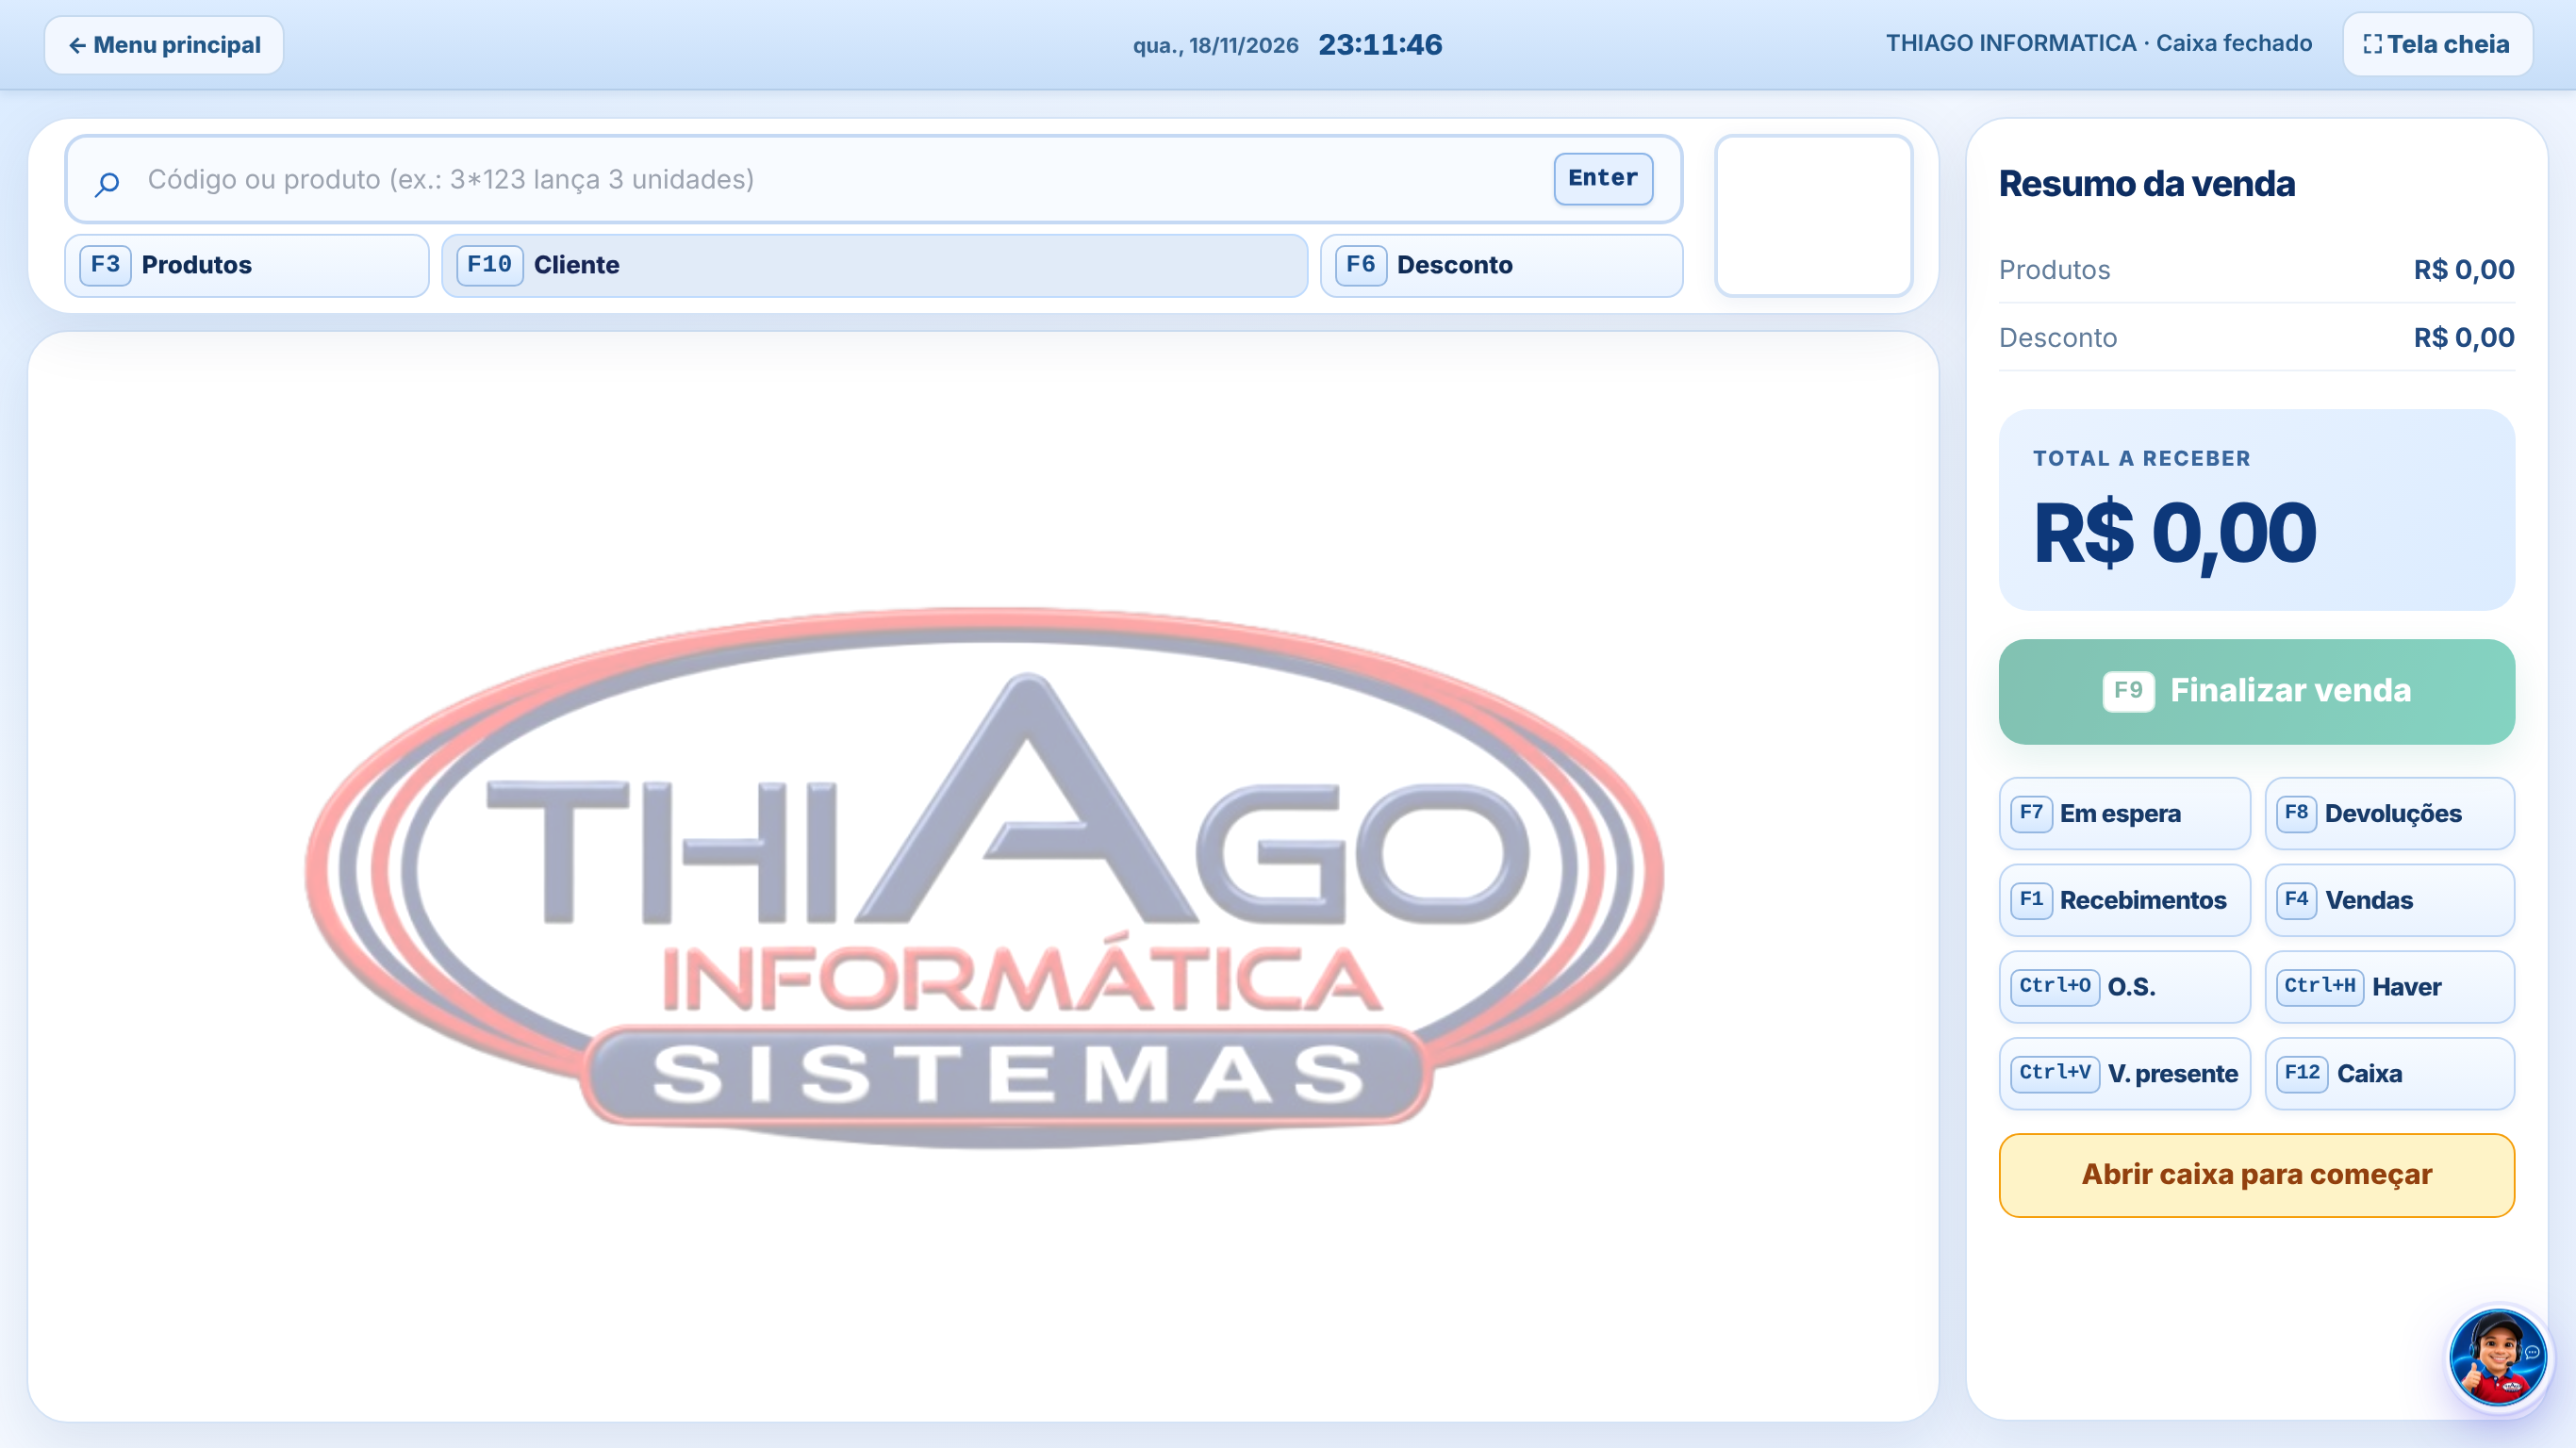 ← Menu principal
qua., 18/11/2026 23:11:46
THIAGO INFORMATICA · Caixa fechado
Tela cheia
Código ou produto (ex.: 3*123 lança 3 unidades)
Enter
F3 Produtos
F10 Cliente
F6 Desconto
THIAGO
INFORMÁTICA
SISTEMAS
Resumo da venda
Produtos R$ 0,00
Desconto R$ 0,00
TOTAL A RECEBER
R$ 0,00
F9 Finalizar venda
F7 Em espera
F8 Devoluções
F1 Recebimentos
F4 Vendas
Ctrl+O O.S.
Ctrl+H Haver
Ctrl+V V. presente
F12 Caixa
Abrir caixa para começar